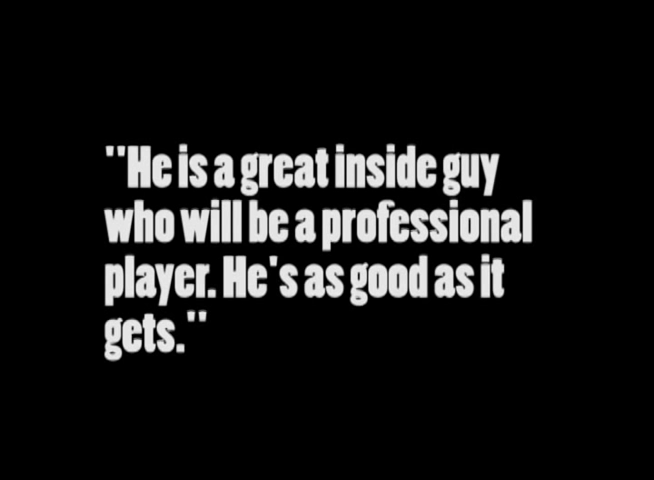 "He is a great inside guy
who will be a professional
player. He's as good as it
gets."